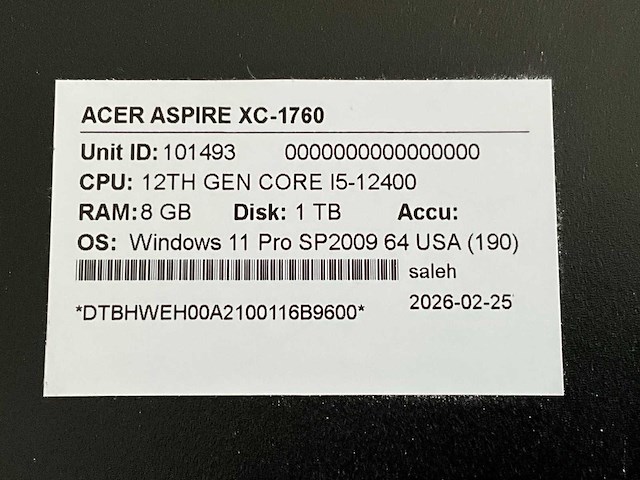 ACER ASPIRE XC-1760
Unit ID: 101493 0000000000000000
CPU: 12TH GEN CORE I5-12400
RAM: 8 GB Disk: 1 TB Accu:
OS: Windows 11 Pro SP2009 64 USA (190)
saleh
*DTBHWEH00A2100116B9600* 2026-02-25